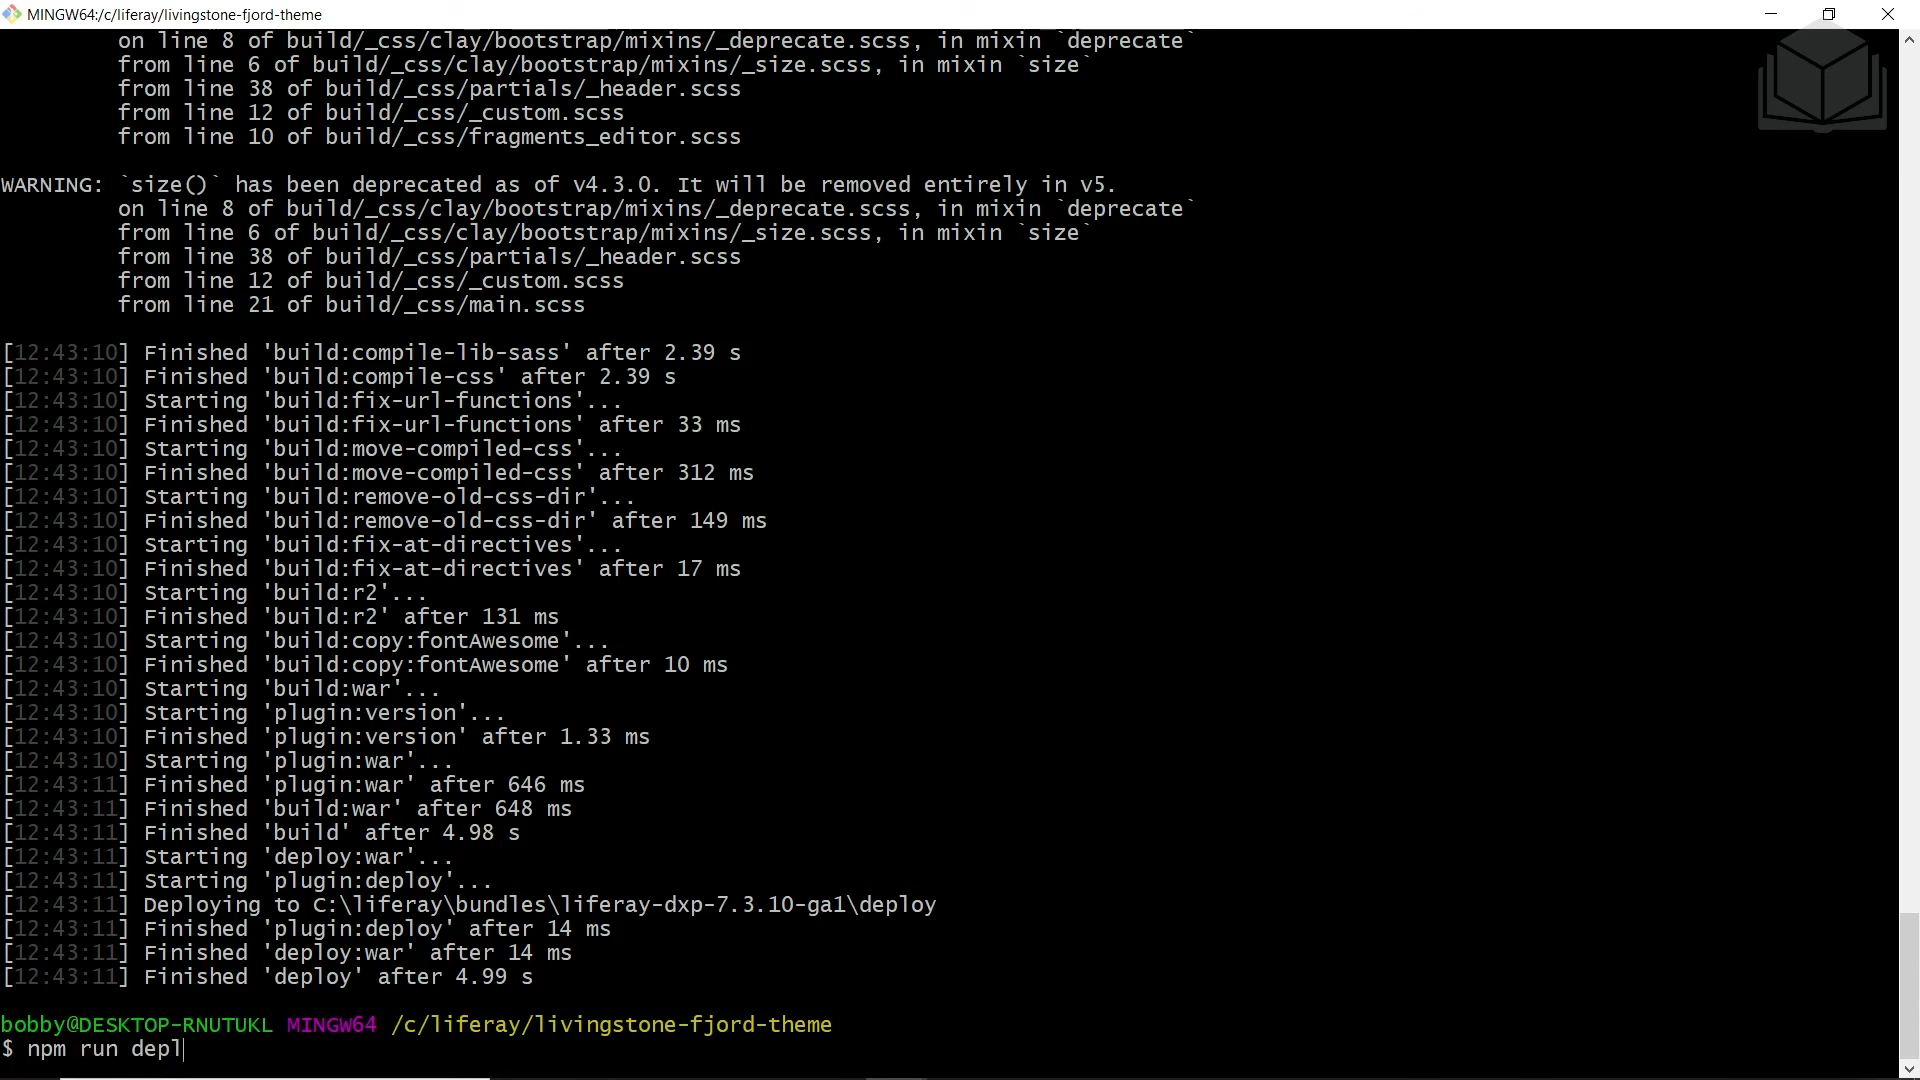 MINGW64:/c/liferay/livingstone-fjord-theme
on line 8 of build/_css/clay/bootstrap/mixins/_deprecate.scss, in mixin `deprecate`
from line 6 of build/_css/clay/bootstrap/mixins/_size.scss, in mixin `size`
from line 38 of build/_css/partials/_header.scss
from line 12 of build/_css/_custom.scss
from line 10 of build/_css/fragments_editor.scss
WARNING: `size()` has been deprecated as of v4.3.0. It will be removed entirely in v5.
on line 8 of build/_css/clay/bootstrap/mixins/_deprecate.scss, in mixin `deprecate`
from line 6 of build/_css/clay/bootstrap/mixins/_size.scss, in mixin `size`
from line 38 of build/_css/partials/_header.scss
from line 12 of build/_css/_custom.scss
from line 21 of build/_css/main.scss
[12:43:10] Finished 'build:compile-lib-sass' after 2.39 s
[12:43:10] Finished 'build:compile-css' after 2.39 s
[12:43:10] Starting 'build:fix-url-functions'...
[12:43:10] Finished 'build:fix-url-functions' after 33 ms
[12:43:10] Starting 'build:move-compiled-css'...
[12:43:10] Finished 'build:move-compiled-css' after 312 ms
[12:43:10] Starting 'build:remove-old-css-dir'...
[12:43:10] Finished 'build:remove-old-css-dir' after 149 ms
[12:43:10] Starting 'build:fix-at-directives'...
[12:43:10] Finished 'build:fix-at-directives' after 17 ms
[12:43:10] Starting 'build:r2'...
[12:43:10] Finished 'build:r2' after 131 ms
[12:43:10] Starting 'build:copy:fontAwesome'...
[12:43:10] Finished 'build:copy:fontAwesome' after 10 ms
[12:43:10] Starting 'build:war'...
[12:43:10] Starting 'plugin:version'...
[12:43:10] Finished 'plugin:version' after 1.33 ms
[12:43:10] Starting 'plugin:war'...
[12:43:11] Finished 'plugin:war' after 646 ms
[12:43:11] Finished 'build:war' after 648 ms
[12:43:11] Finished 'build' after 4.98 s
[12:43:11] Starting 'deploy:war'...
[12:43:11] Starting 'plugin:deploy'...
[12:43:11] Deploying to C:\liferay\bundles\liferay-dxp-7.3.10-ga1\deploy
[12:43:11] Finished 'plugin:deploy' after 14 ms
[12:43:11] Finished 'deploy:war' after 14 ms
[12:43:11] Finished 'deploy' after 4.99 s
bobby@DESKTOP-RNUTUKL MINGW64 /c/liferay/livingstone-fjord-theme
$ npm run depl